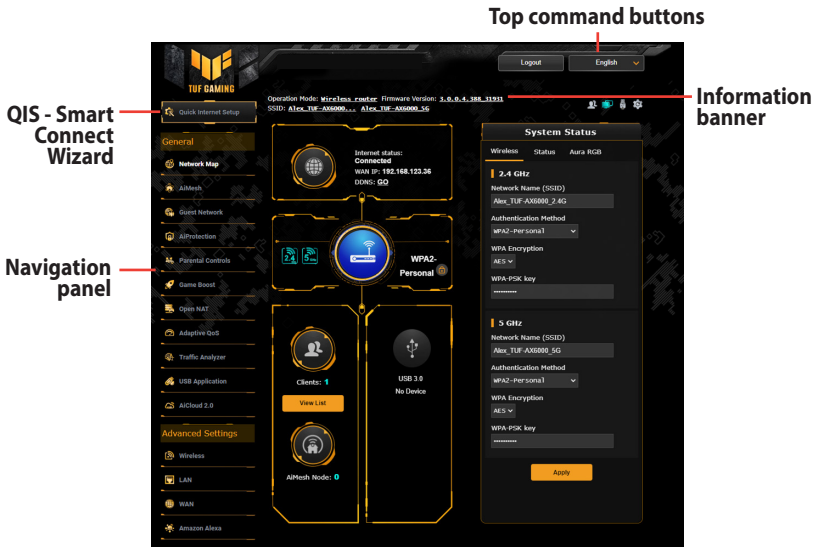 Top command buttons
TUF GAMING
Logout
English
QIS - Smart
Connect
Wizard
Quick Internet Setup
Operation Mode: Wireless router Firmware Version: 3.0.0.4.388_31931
SSID: Alex_TUF-AX6000... Alex_TUF-AX6000_5G
Information
banner
General
Network Map
AiMesh
Guest Network
AiProtection
Parental Controls
Game Boost
Open NAT
Adaptive QoS
Traffic Analyzer
USB Application
AiCloud 2.0
Navigation
panel
Advanced Settings
Wireless
LAN
WAN
Amazon Alexa
Internet status:
Connected
WAN IP: 192.168.123.36
DDNS: GO
2.4
5
WPA2-
Personal
Clients: 1
View List
AiMesh Node: 0
USB 3.0
No Device
System Status
Wireless Status Aura RGB
2.4 GHz
Network Name (SSID)
Alex_TUF-AX6000_2.4G
Authentication Method
WPA2-Personal
WPA Encryption
AES
WPA-PSK key
5 GHz
Network Name (SSID)
Alex_TUF-AX6000_5G
Authentication Method
WPA2-Personal
WPA Encryption
AES
WPA-PSK key
Apply